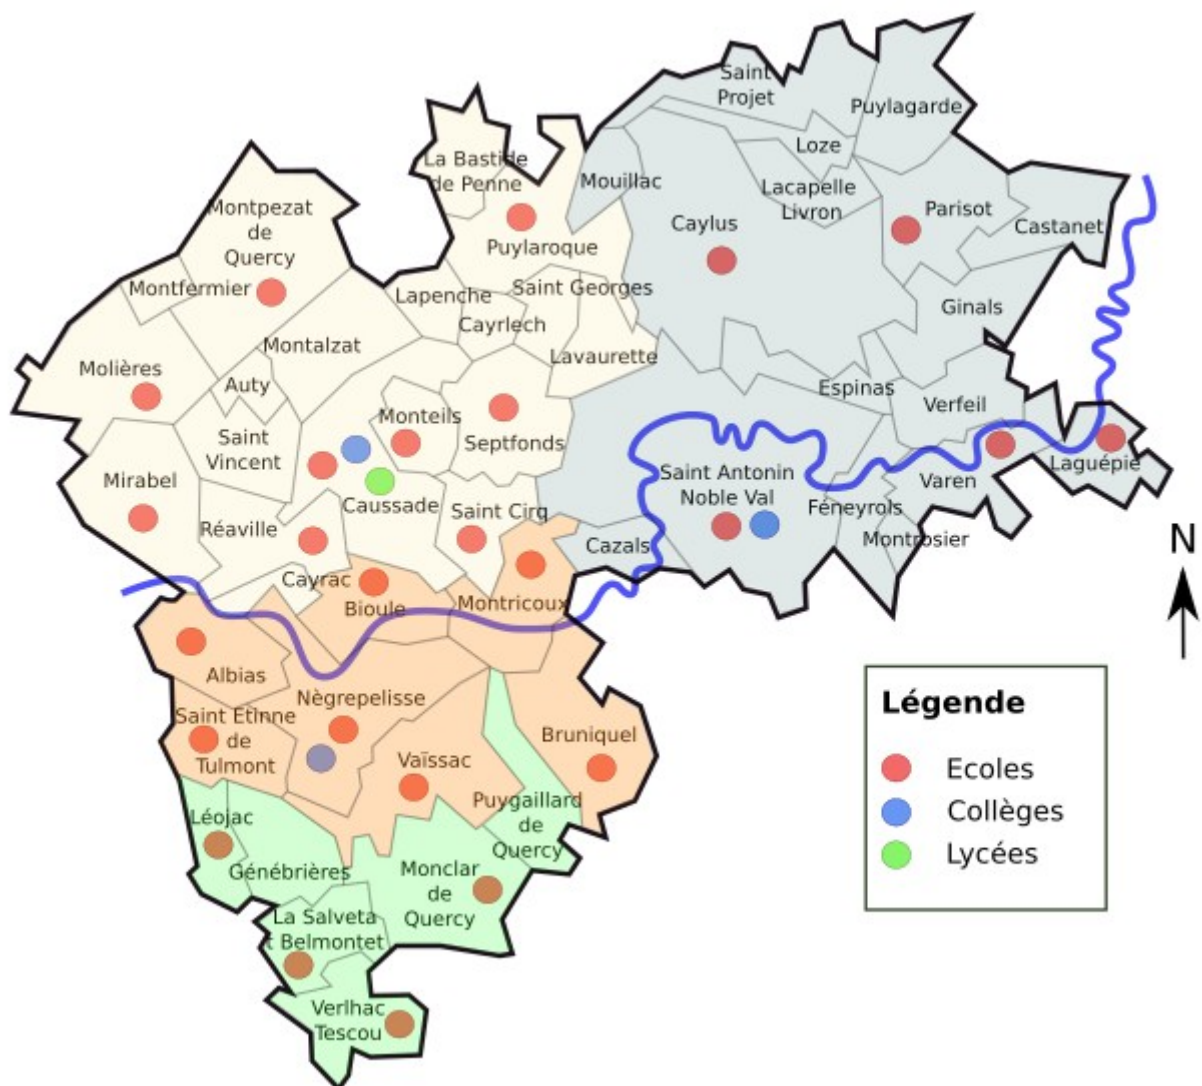 Saint
Projet
Puylagarde
Loze
La Bastide
de Penne
Mouillac
Lacapelle
Livron
Montpezat
de
Quercy
Puylaroque
Caylus
Parisot
Castanet
Montfermier
Lapenche
Saint Georges
Cayrlech
Ginals
Montalzat
Lavaurette
Molières
Auty
Espinas
Verfeil
Monteils
Septfonds
Saint
Vincent
Mirabel
Saint Antonin
Noble Val
Varen
Laguépie
Caussade
Saint Cirq
Féneyrols
Réaville
Cazals
Montrosier
N
Cayrac
Bioule
Montricoux
Albias
Nègrepelisse
Saint Etinne
de
Tulmont
Vaïssac
Bruniquel
Puygaillard
de
Quercy
Léojac
Génébrières
Monclar
de
Quercy
La Salveta
t Belmontet
Verlhac
Tescou
Légende
Ecoles
Collèges
Lycées